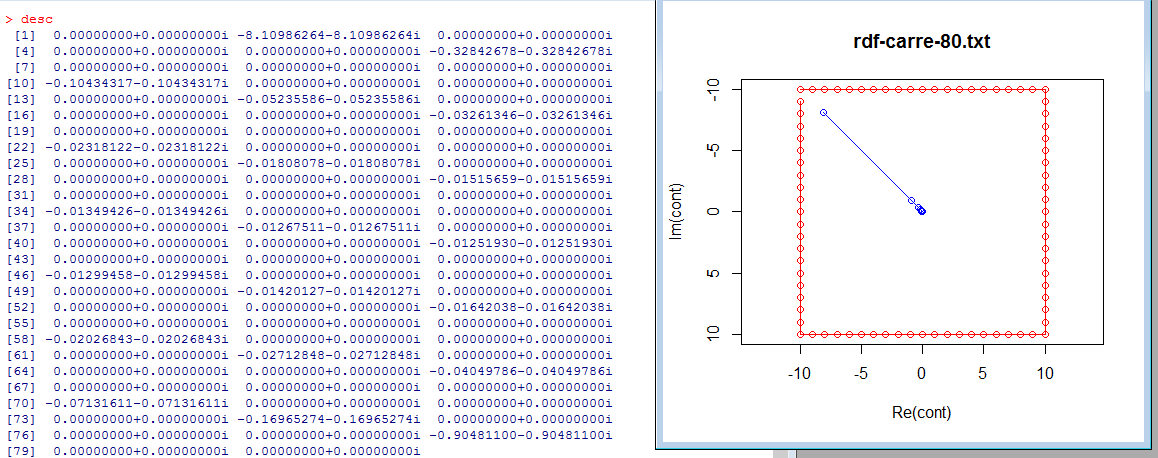 > desc
[1] 0.00000000+0.00000000i -8.10986264-8.10986264i 0.00000000+0.00000000i
[4] 0.00000000+0.00000000i 0.00000000+0.00000000i -0.32842678-0.32842678i
[7] 0.00000000+0.00000000i 0.00000000+0.00000000i 0.00000000+0.00000000i
[10] -0.10434317-0.10434317i 0.00000000+0.00000000i 0.00000000+0.00000000i
[13] 0.00000000+0.00000000i -0.05235586-0.05235586i 0.00000000+0.00000000i
[16] 0.00000000+0.00000000i 0.00000000+0.00000000i -0.03261346-0.03261346i
[19] 0.00000000+0.00000000i 0.00000000+0.00000000i 0.00000000+0.00000000i
[22] -0.02318122-0.02318122i 0.00000000+0.00000000i 0.00000000+0.00000000i
[25] 0.00000000+0.00000000i -0.01808078-0.01808078i 0.00000000+0.00000000i
[28] 0.00000000+0.00000000i 0.00000000+0.00000000i -0.01515659-0.01515659i
[31] 0.00000000+0.00000000i 0.00000000+0.00000000i 0.00000000+0.00000000i
[34] -0.01349426-0.01349426i 0.00000000+0.00000000i 0.00000000+0.00000000i
[37] 0.00000000+0.00000000i -0.01267511-0.01267511i 0.00000000+0.00000000i
[40] 0.00000000+0.00000000i 0.00000000+0.00000000i -0.01251930-0.01251930i
[43] 0.00000000+0.00000000i 0.00000000+0.00000000i 0.00000000+0.00000000i
[46] -0.01299458-0.01299458i 0.00000000+0.00000000i 0.00000000+0.00000000i
[49] 0.00000000+0.00000000i -0.01420127-0.01420127i 0.00000000+0.00000000i
[52] 0.00000000+0.00000000i 0.00000000+0.00000000i -0.01642038-0.01642038i
[55] 0.00000000+0.00000000i 0.00000000+0.00000000i 0.00000000+0.00000000i
[58] -0.02026843-0.02026843i 0.00000000+0.00000000i 0.00000000+0.00000000i
[61] 0.00000000+0.00000000i -0.02712848-0.02712848i 0.00000000+0.00000000i
[64] 0.00000000+0.00000000i 0.00000000+0.00000000i -0.04049786-0.04049786i
[67] 0.00000000+0.00000000i 0.00000000+0.00000000i 0.00000000+0.00000000i
[70] -0.07131611-0.07131611i 0.00000000+0.00000000i 0.00000000+0.00000000i
[73] 0.00000000+0.00000000i -0.16965274-0.16965274i 0.00000000+0.00000000i
[76] 0.00000000+0.00000000i 0.00000000+0.00000000i -0.90481100-0.90481100i
[79] 0.00000000+0.00000000i 0.00000000+0.00000000i
rdf-carre-80.txt
Im(cont)
-10
-5
0
5
10
-10 -5 0 5 10
Re(cont)